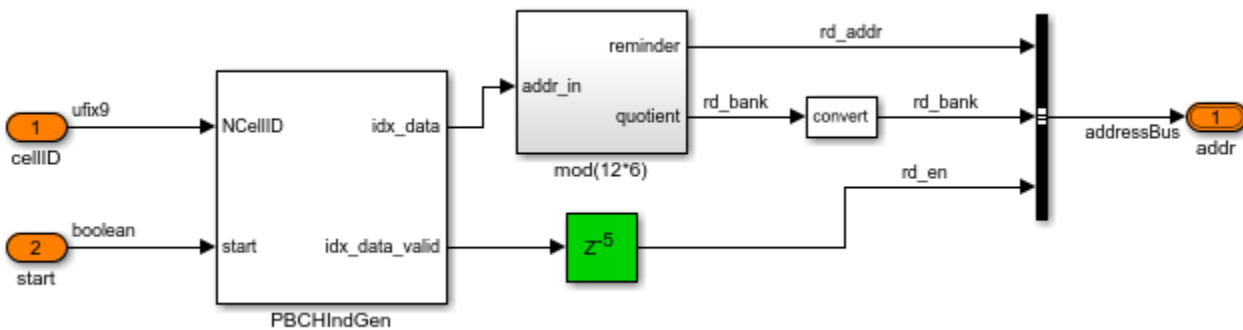 reminder
rd_addr
addr_in
ufix9
rd_bank
rd_bank
1
NCellID
idx_data
quotient
convert
1
cellID
addressBus
addr
mod(12*6)
rd_en
boolean
2
start
idx_data_valid
Z-5
start
PBCHIndGen